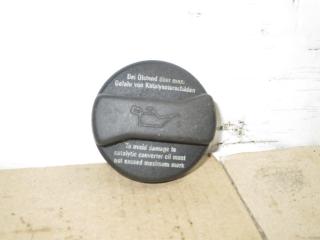 Bei Ölstand über max:
Gefahr von Katalysatorschäden
To avoid damage to
catalytic converter oil must
not exceed maximum mark